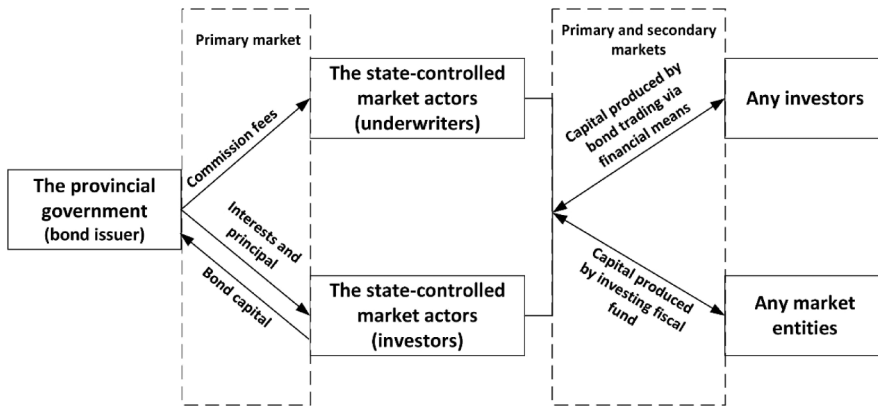 Primary market
Primary and secondary
markets
The state-controlled
market actors
(underwriters)
Any investors
Commission fees
Capital produced by
bond trading via
financial means
The provincial
government
(bond issuer)
Interests and
principal
Bond capital
The state-controlled
market actors
(investors)
Capital produced
by investing fiscal
fund
Any market
entities